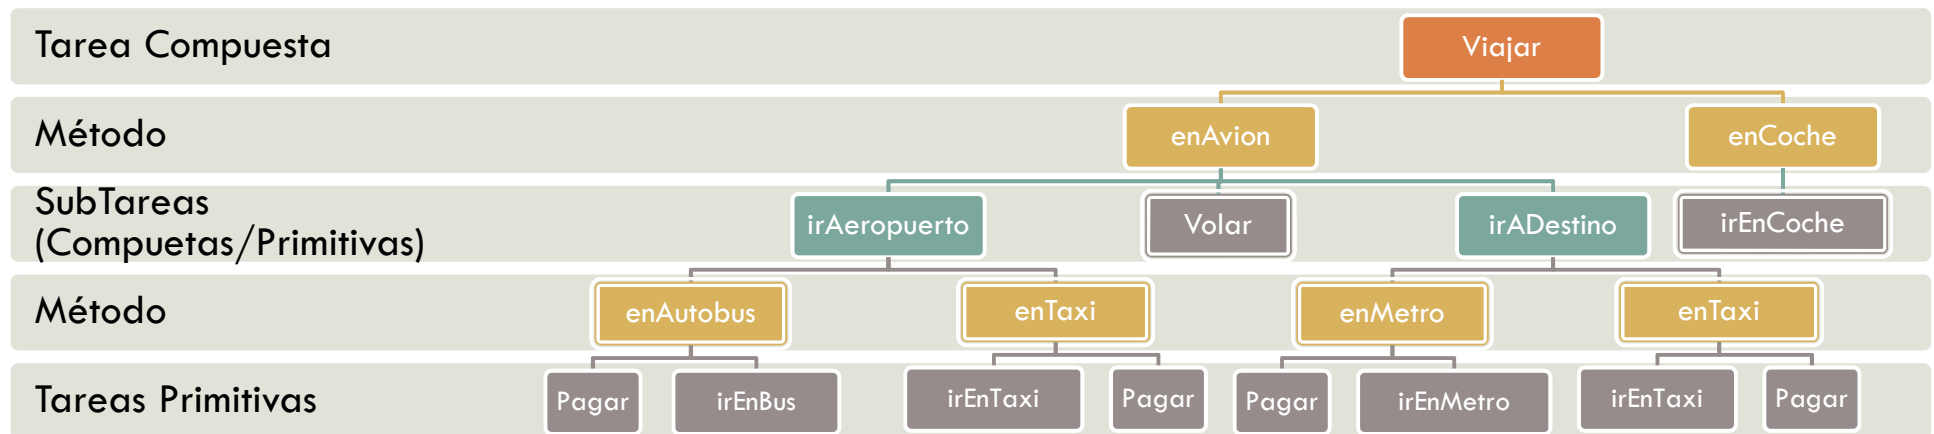 Tarea Compuesta
Viajar
Método
enAvion
enCoche
SubTareas
(Compuetas/Primitivas)
irAeropuerto
Volar
irADestino
irEnCoche
Método
enAutobus
enTaxi
enMetro
enTaxi
Tareas Primitivas
Pagar
irEnBus
irEnTaxi
Pagar
Pagar
irEnMetro
irEnTaxi
Pagar